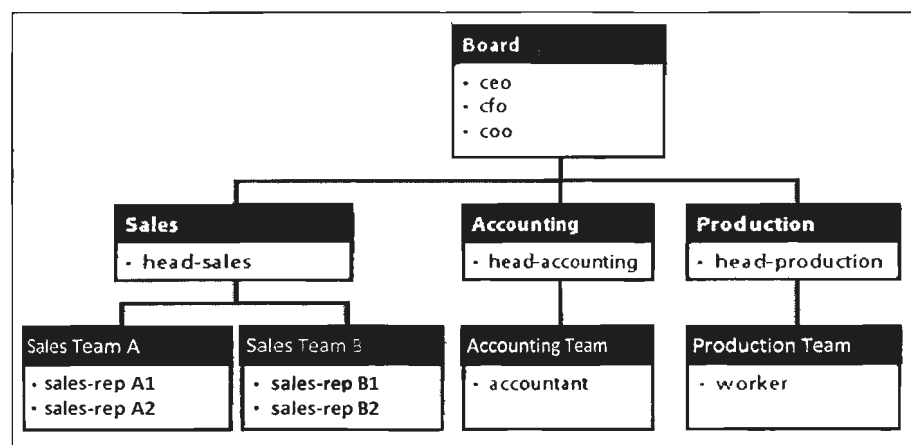 Board
· ceo
· cfo
· coo
Sales
· head-sales
Accounting
· head-accounting
Production
· head-production
Sales Team A
· sales-rep A1
· sales-rep A2
Sales Team B
· sales-rep B1
· sales-rep B2
Accounting Team
· accountant
Production Team
· worker